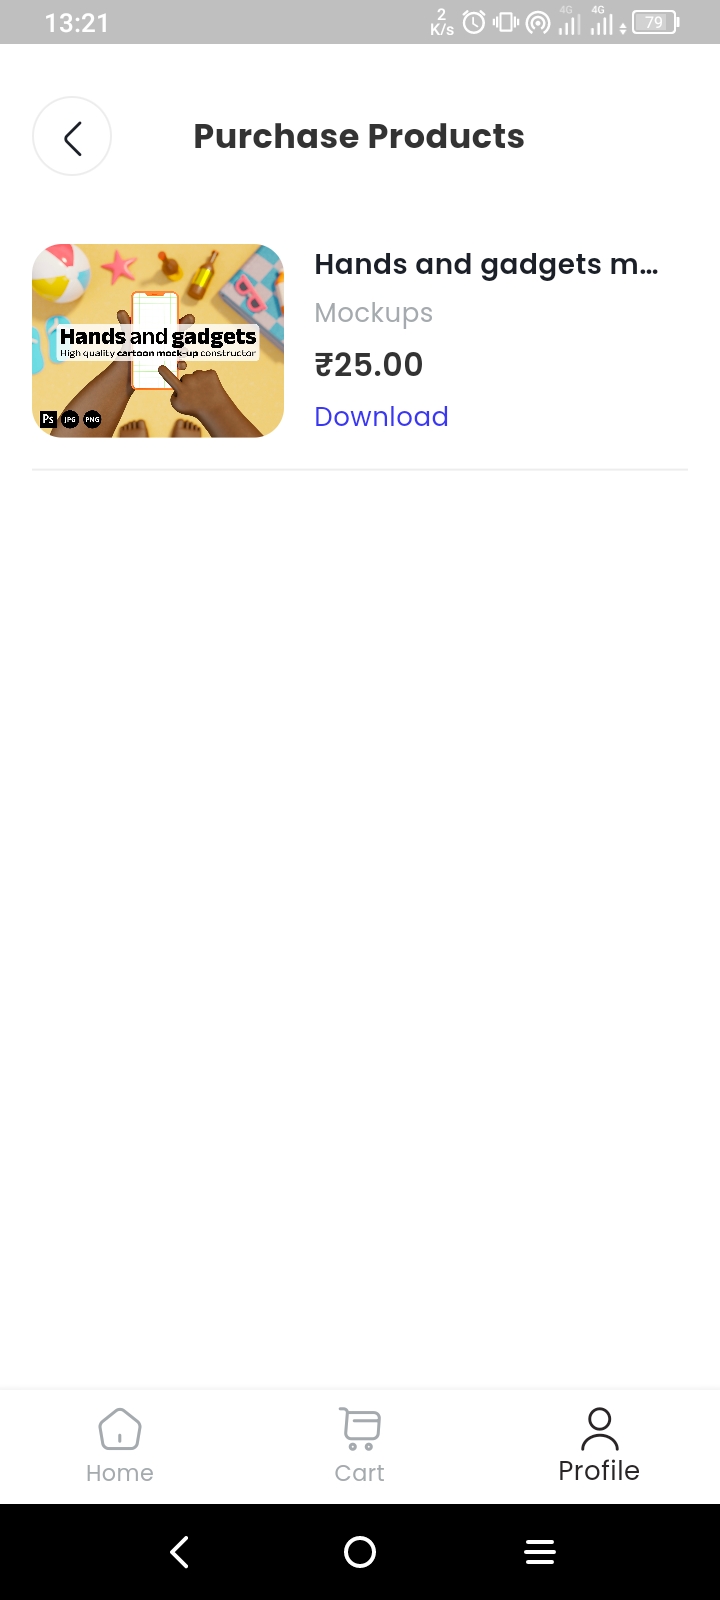 13:21
2
K/s
4G
4G
79
Purchase Products
Hands and gadgets
High quality cartoon mock-up constructor
Ps
JPG
PNG
Hands and gadgets m...
Mockups
₹25.00
Download
Home
Cart
Profile